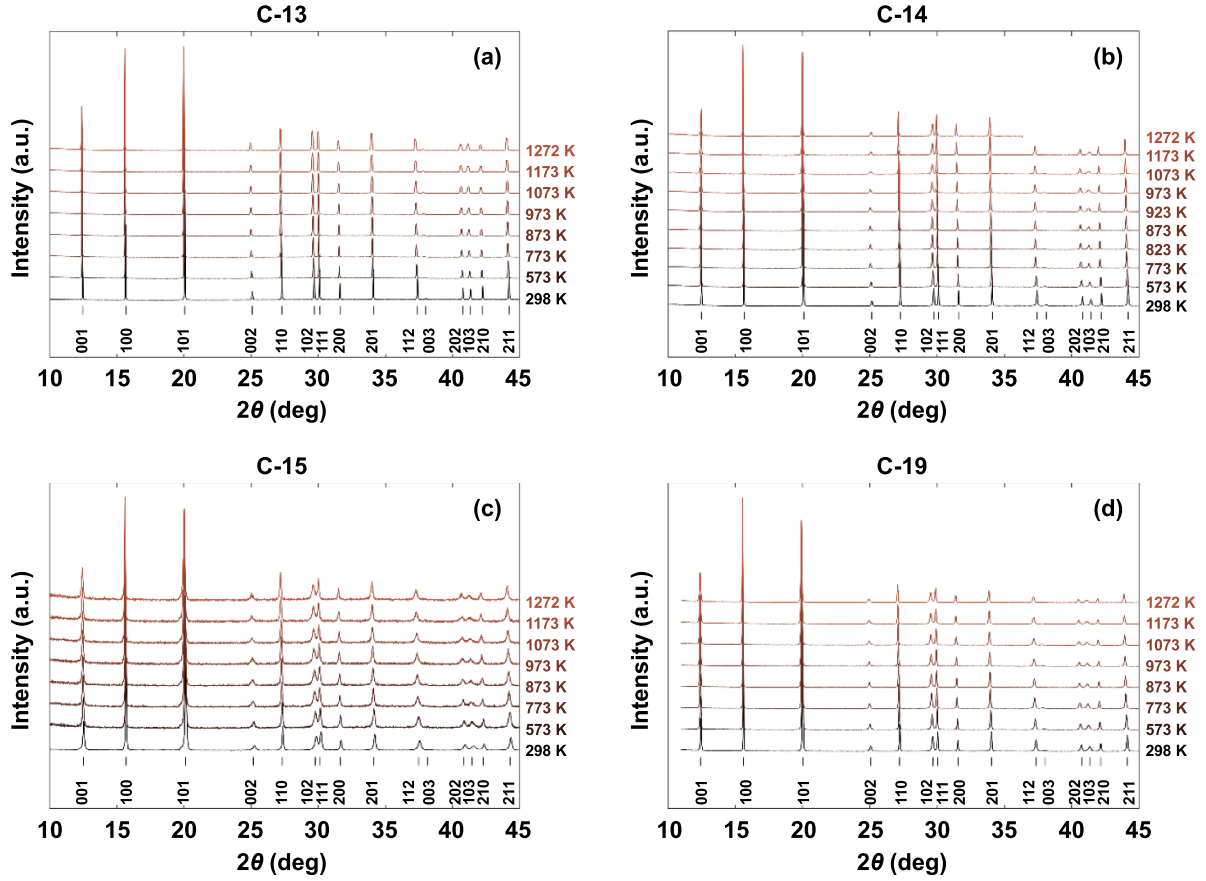 C-13
(a)
Intensity (a.u.)
1272 K
1173 K
1073 K
973 K
873 K
773 K
573 K
298 K
001 100 101 002 110 102 111 200 201 112 003 202 103 210 211
10 15 20 25 30 35 40 45
2θ (deg)
C-14
(b)
Intensity (a.u.)
1272 K
1173 K
1073 K
973 K
923 K
873 K
823 K
773 K
573 K
298 K
001 100 101 002 110 102 111 200 201 112 003 202 103 210 211
10 15 20 25 30 35 40 45
2θ (deg)
C-15
(c)
Intensity (a.u.)
1272 K
1173 K
1073 K
973 K
873 K
773 K
573 K
298 K
001 100 101 002 110 102 111 200 201 112 003 202 103 210 211
10 15 20 25 30 35 40 45
2θ (deg)
C-19
(d)
Intensity (a.u.)
1272 K
1173 K
1073 K
973 K
873 K
773 K
573 K
298 K
001 100 101 002 110 102 111 200 201 112 003 202 103 210 211
10 15 20 25 30 35 40 45
2θ (deg)